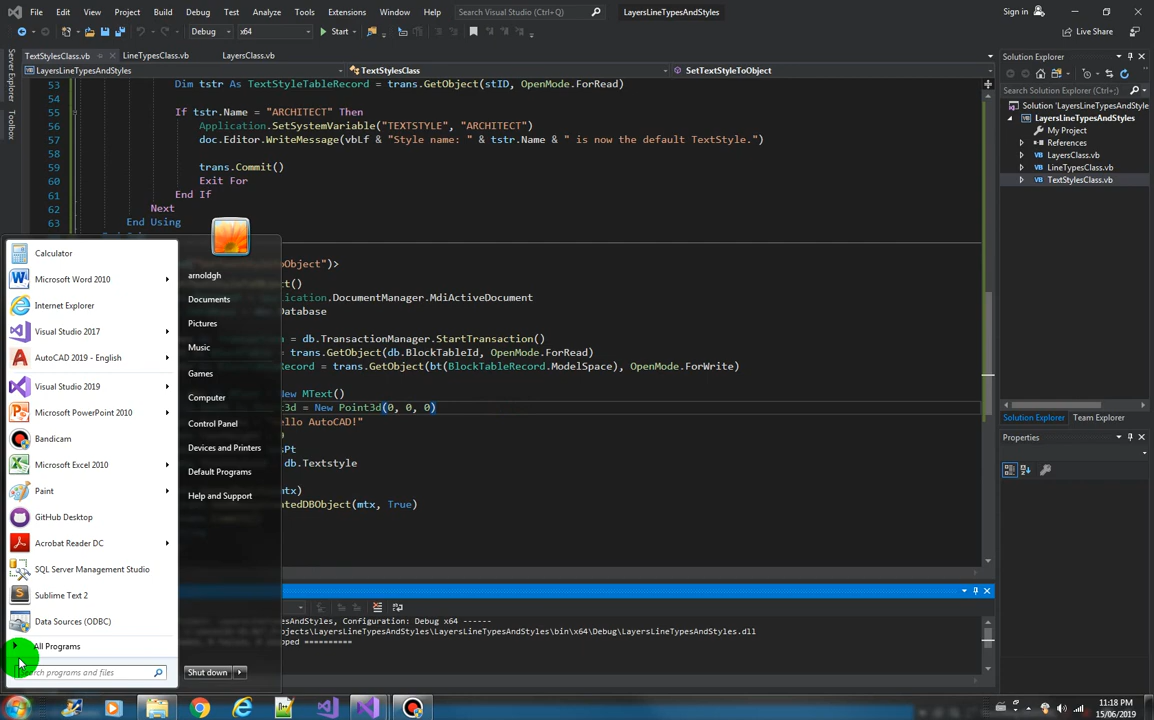 File Edit View Project Build Debug Test Analyze Tools Extensions Window Help Search Visual Studio (Ctrl+Q) LayersLineTypesAndStyles Sign in
Debug x64 Start Live Share
TextStylesClass.vb LineTypesClass.vb LayersClass.vb
LayersLineTypesAndStyles TextStylesClass SetTextStyleToObject
Server Explorer
Toolbox
53 Dim tstr As TextStyleTableRecord = trans.GetObject(stID, OpenMode.ForRead)
54
55 If tstr.Name = "ARCHITECT" Then
56 Application.SetSystemVariable("TEXTSTYLE", "ARCHITECT")
57 doc.Editor.WriteMessage(vbLf & "Style name: " & tstr.Name & " is now the default TextStyle.")
58
59 trans.Commit()
60 Exit For
61 End If
62 Next
63 End Using
Application.DocumentManager.MdiActiveDocument
Database
= db.TransactionManager.StartTransaction()
= trans.GetObject(db.BlockTableId, OpenMode.ForRead)
Record = trans.GetObject(bt(BlockTableRecord.ModelSpace), OpenMode.ForWrite)
New MText()
3d = New Point3d(0, 0, 0)
ello AutoCAD!"
sPt
db.Textstyle
mtx)
tedDBObject(mtx, True)
Calculator
Microsoft Word 2010
Internet Explorer
Visual Studio 2017
AutoCAD 2019 - English
Visual Studio 2019
Microsoft PowerPoint 2010
Bandicam
Microsoft Excel 2010
Paint
GitHub Desktop
Acrobat Reader DC
SQL Server Management Studio
Sublime Text 2
Data Sources (ODBC)
All Programs
Search programs and files
arnoldgh
Documents
Pictures
Music
Games
Computer
Control Panel
Devices and Printers
Default Programs
Help and Support
Shut down
Solution Explorer
Search Solution Explorer (Ctrl+;)
Solution 'LayersLineTypesAndStyle
LayersLineTypesAndStyles
My Project
References
LayersClass.vb
LineTypesClass.vb
TextStylesClass.vb
Solution Explorer Team Explorer
Properties
AndStyles, Configuration: Debug x64 ------
Projects\LayersLineTypesAndStyles\LayersLineTypesAndStyles\bin\x64\Debug\LayersLineTypesAndStyles.dll
11:18 PM
15/06/2019